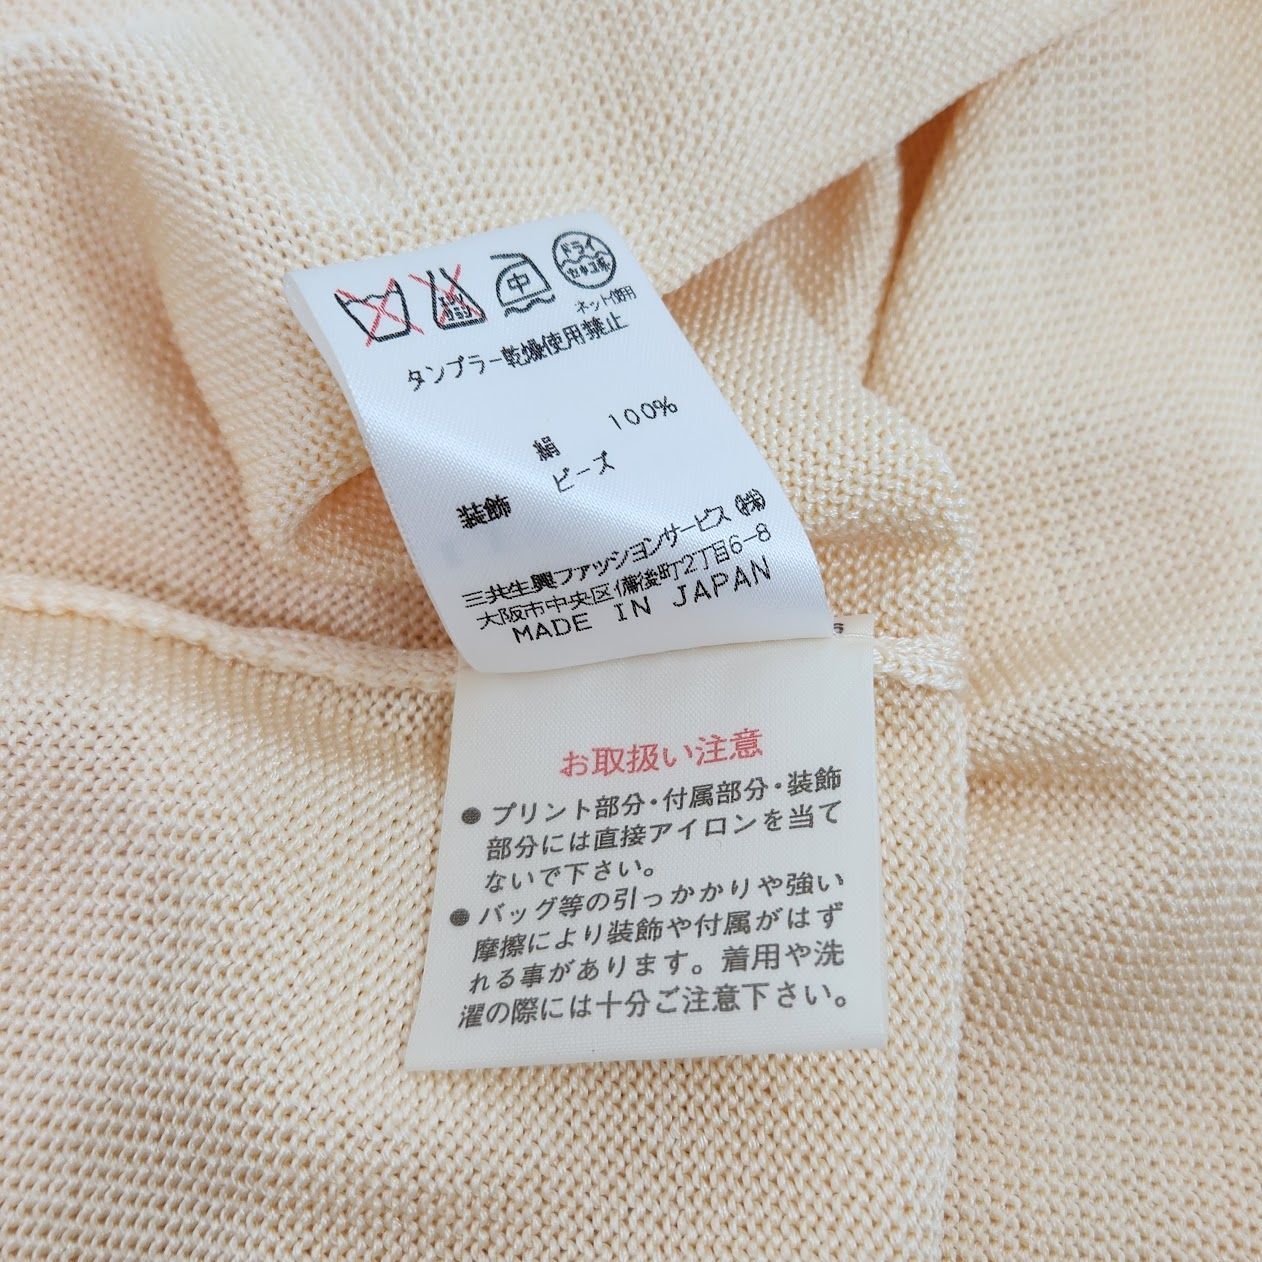 中
ドライ
セキユ系
ネット使用
タンブラー乾燥使用禁止
絹 100%
装飾 ビーズ
三共生興ファッションサービス(株)
大阪市中央区備後町2丁目6-8
MADE IN JAPAN
お取扱い注意
●プリント部分・付属部分・装飾
部分には直接アイロンを当て
ないで下さい。
●バッグ等の引っかかりや強い
摩擦により装飾や付属がはず
れる事があります。着用や洗
濯の際には十分ご注意下さい。